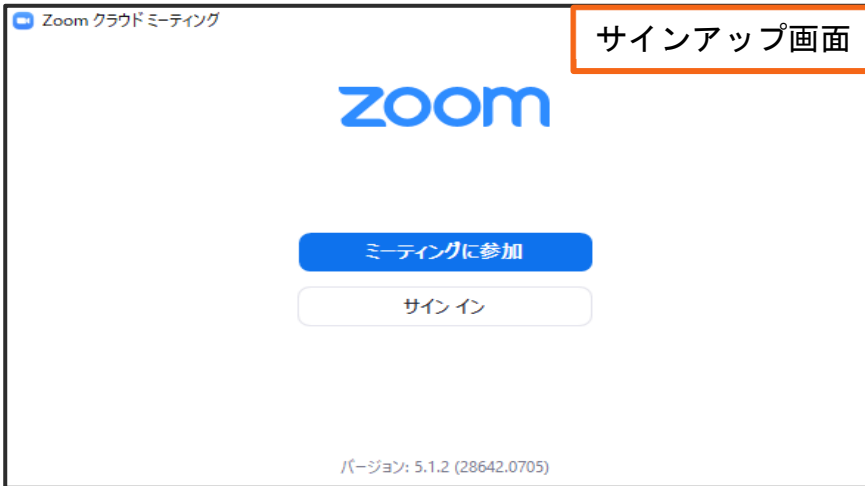 Zoom クラウド ミーティング
サインアップ画面
zoom
ミーティングに参加
サイン イン
バージョン: 5.1.2 (28642.0705)